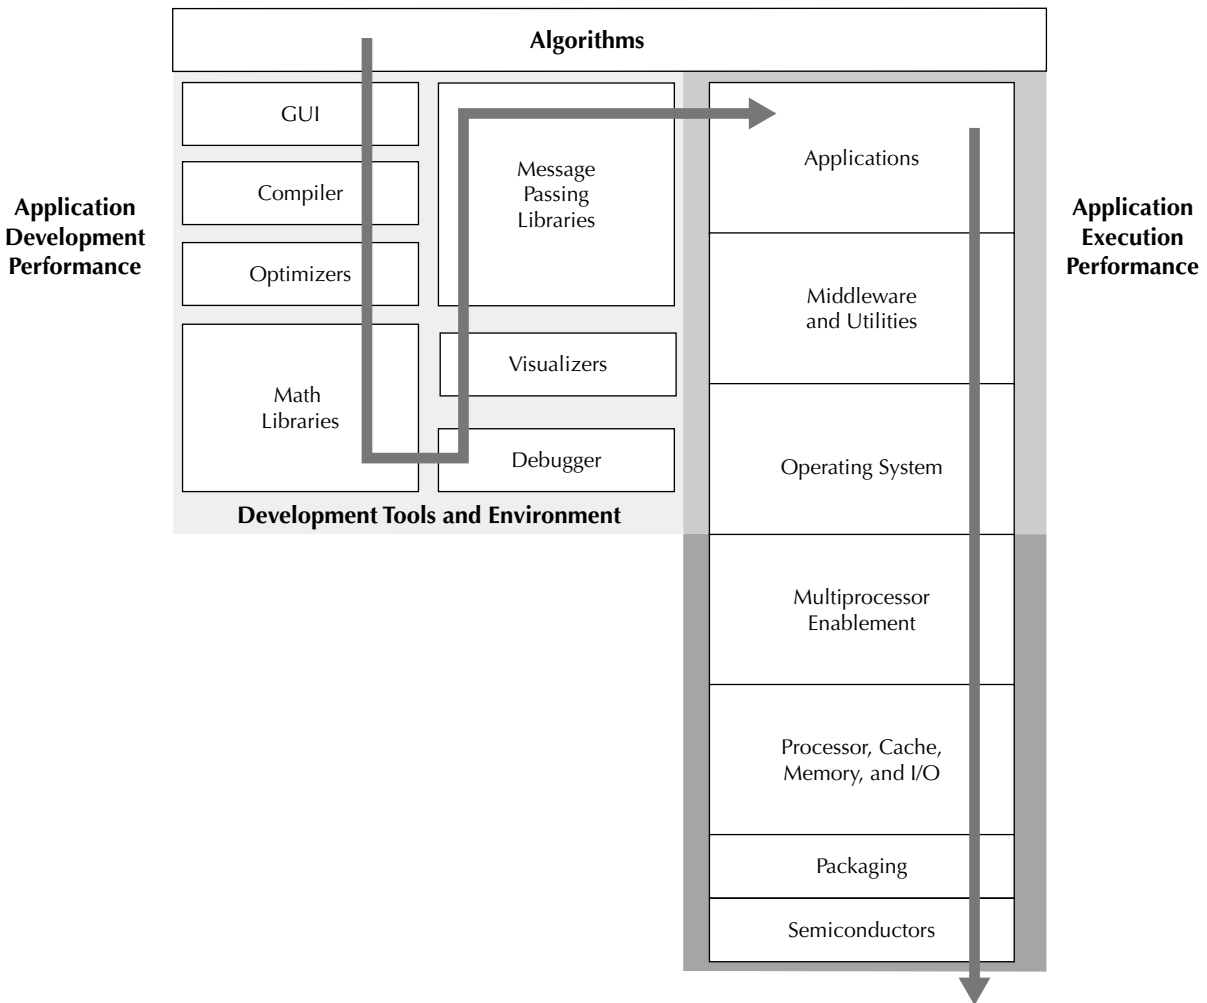 Algorithms
Application
Development
Performance
GUI
Compiler
Optimizers
Math
Libraries
Message
Passing
Libraries
Visualizers
Debugger
Development Tools and Environment
Applications
Middleware
and Utilities
Operating System
Multiprocessor
Enablement
Processor, Cache,
Memory, and I/O
Packaging
Semiconductors
Application
Execution
Performance